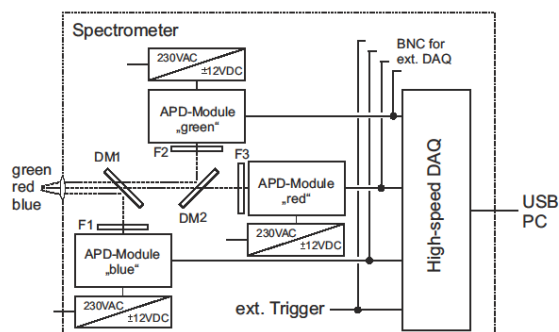 Spectrometer
230VAC
±12VDC
BNC for
ext. DAQ
APD-Module
„green“
F2
F3
DM1
green
red
blue
DM2
APD-Module
„red“
High-speed DAQ
USB
PC
F1
APD-Module
„blue“
230VAC
±12VDC
230VAC
±12VDC
ext. Trigger